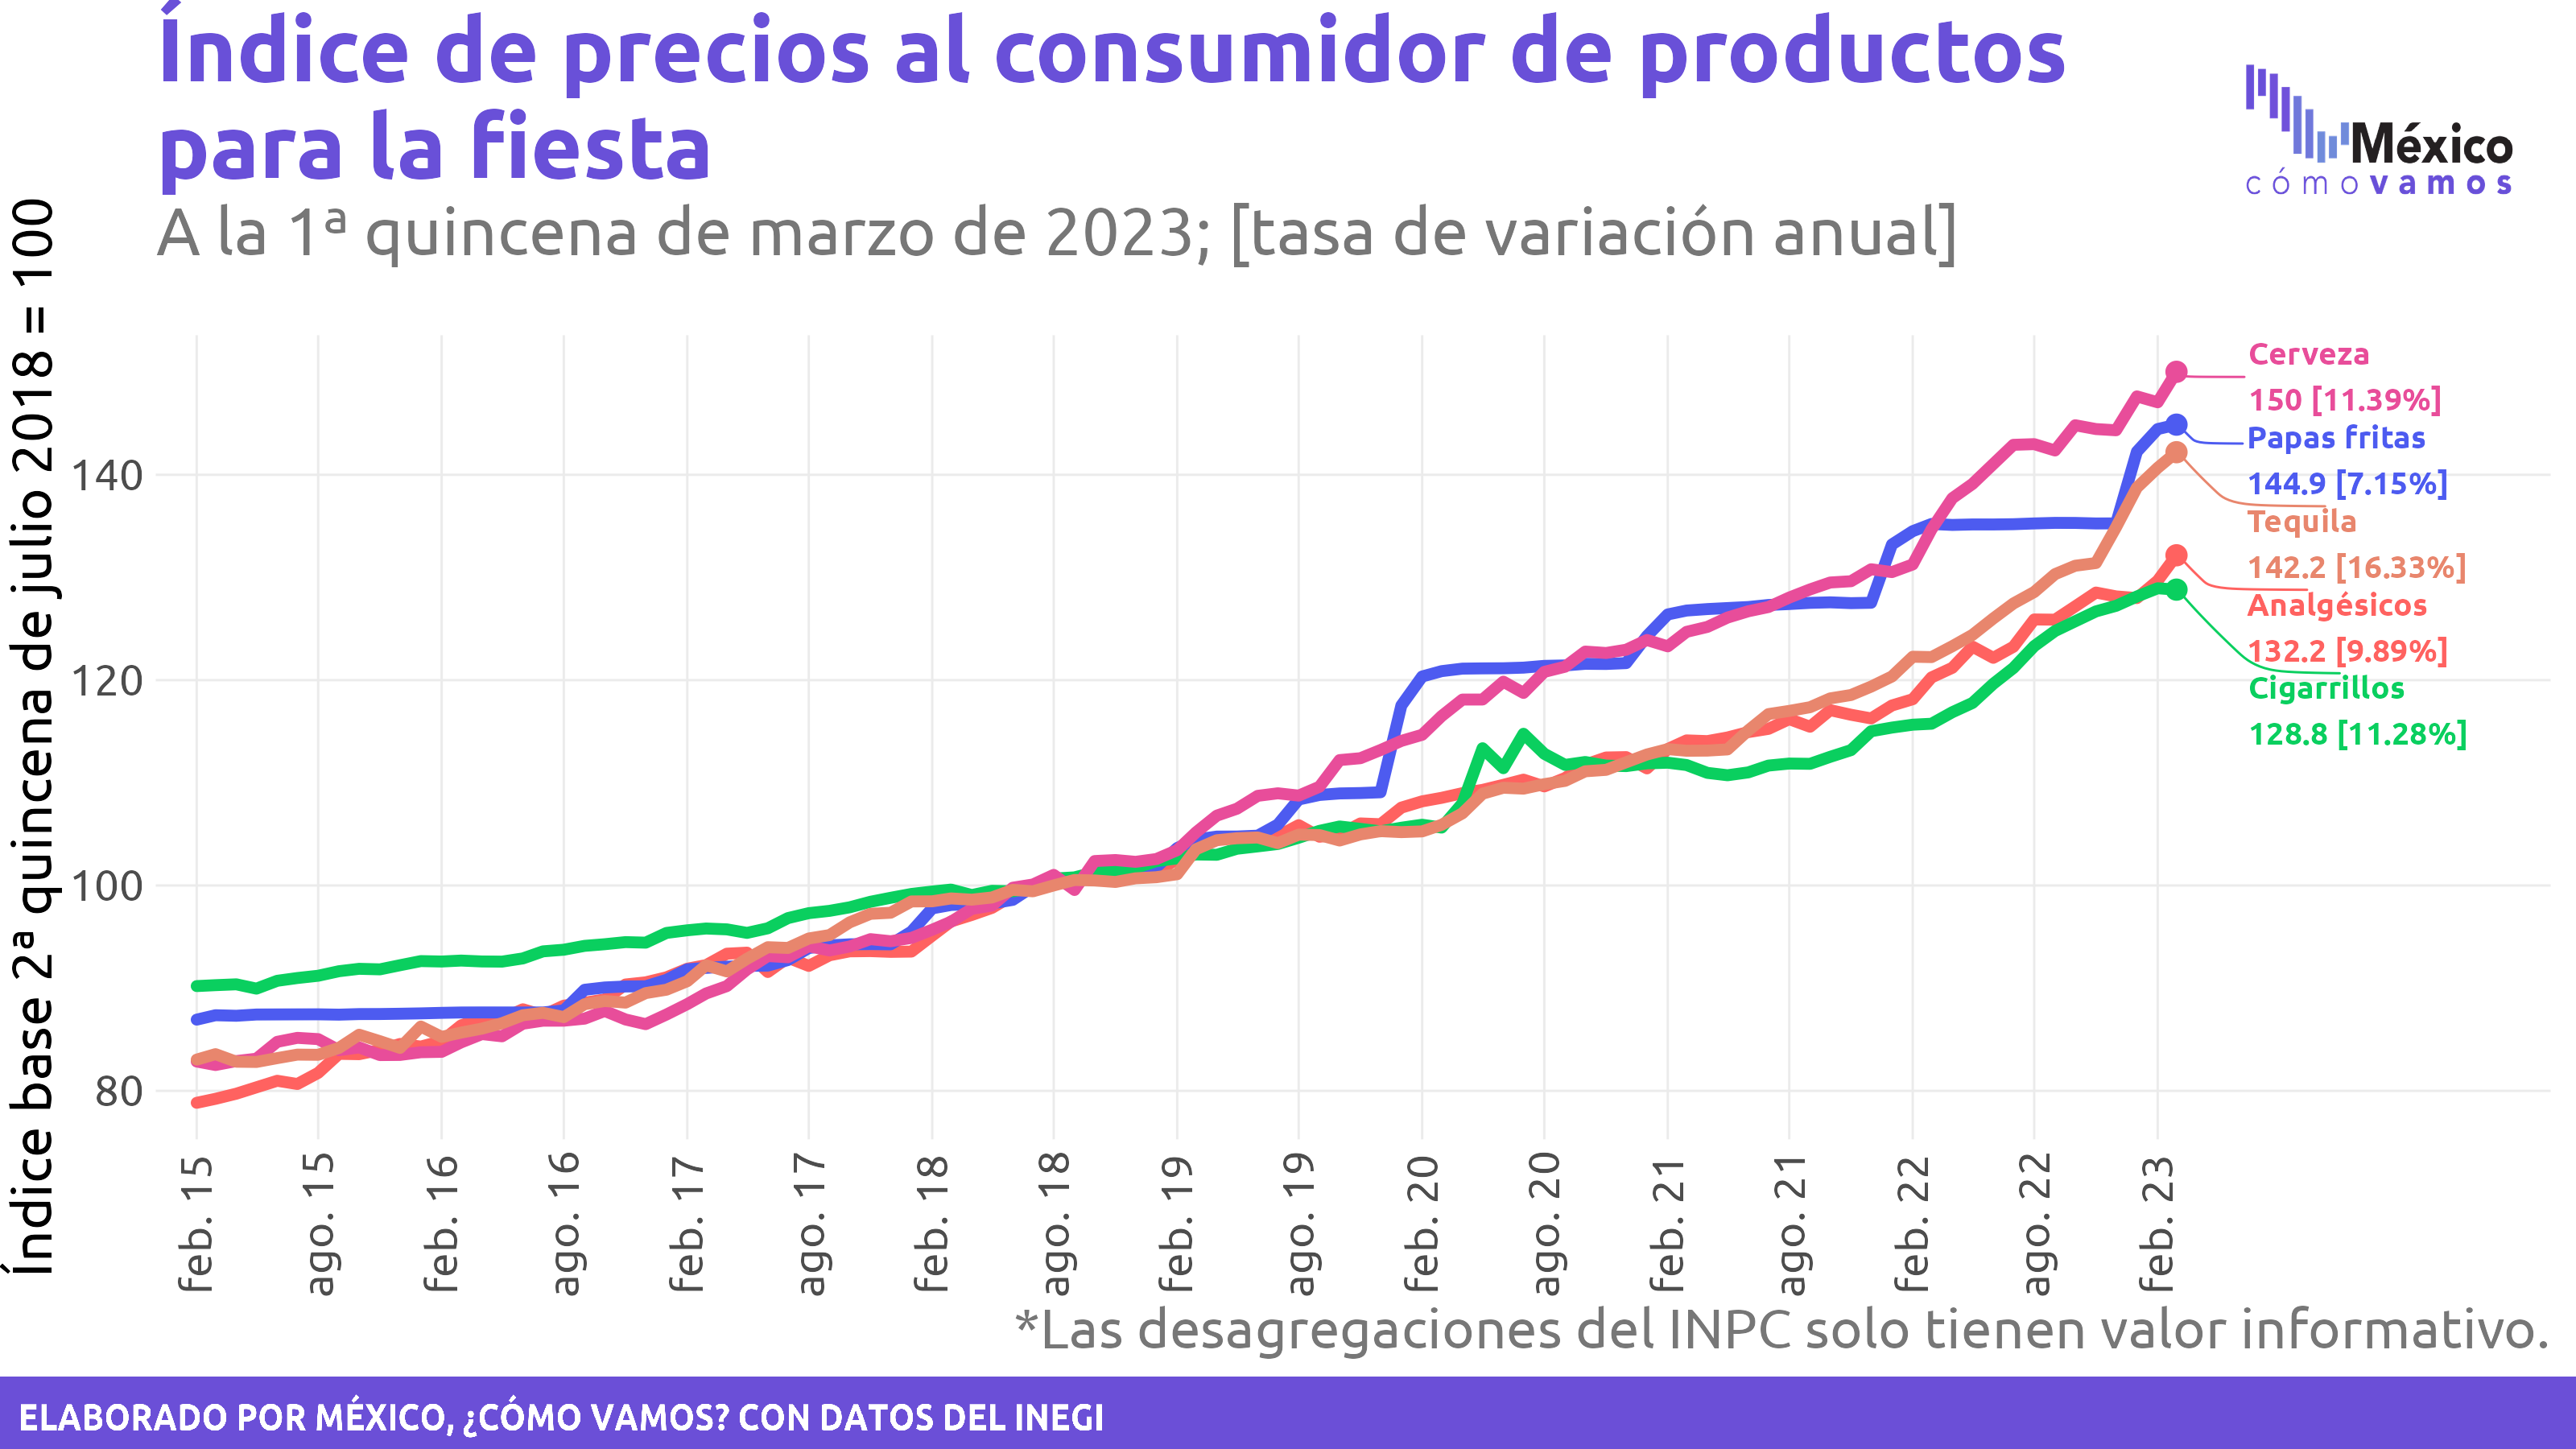 Índice de precios al consumidor de productos
para la fiesta
A la 1ª quincena de marzo de 2023; [tasa de variación anual]
México
cómo vamos
Índice base 2ª quincena de julio 2018 = 100
140
120
100
80
Cerveza
150 [11.39%]
Papas fritas
144.9 [7.15%]
Tequila
142.2 [16.33%]
Analgésicos
132.2 [9.89%]
Cigarrillos
128.8 [11.28%]
feb. 15
ago. 15
feb. 16
ago. 16
feb. 17
ago. 17
feb. 18
ago. 18
feb. 19
ago. 19
feb. 20
ago. 20
feb. 21
ago. 21
feb. 22
ago. 22
feb. 23
*Las desagregaciones del INPC solo tienen valor informativo.
ELABORADO POR MÉXICO, ¿CÓMO VAMOS? CON DATOS DEL INEGI